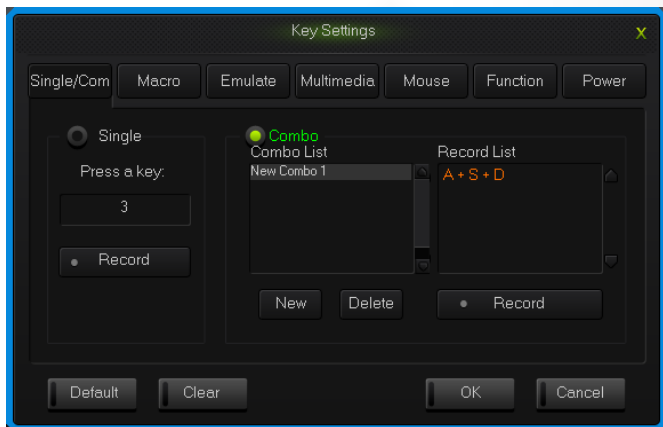 Key Settings
X
Single/Com Macro Emulate Multimedia Mouse Function Power
Single
Press a key:
3
Record
Combo
Combo List
New Combo 1
Record List
A + S + D
New Delete
Record
Default Clear OK Cancel